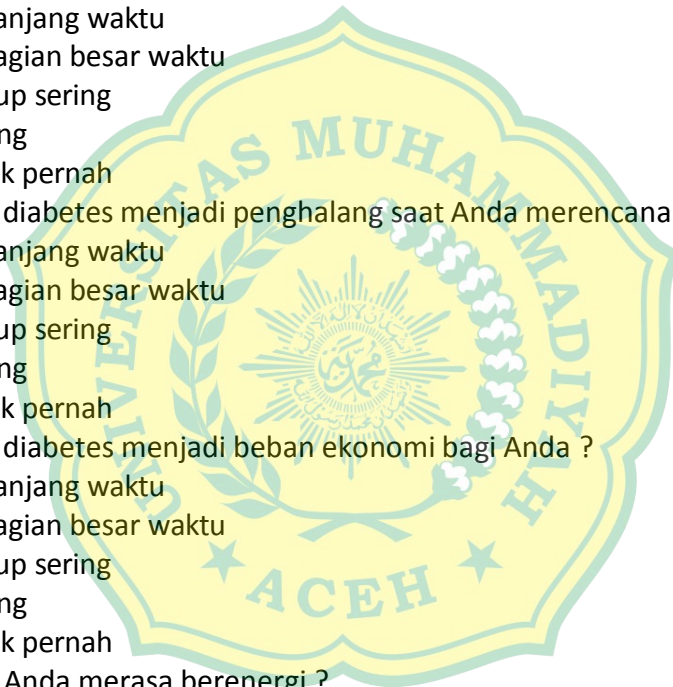 anjang waktu
agian besar waktu
up sering
ng
k pernah
diabetes menjadi penghalang saat Anda merencana
anjang waktu
agian besar waktu
up sering
ng
k pernah
diabetes menjadi beban ekonomi bagi Anda ?
anjang waktu
agian besar waktu
up sering
ng
k pernah
Anda merasa berenergi ?
UNIVERSITAS MUHAMMADIYAH
ACEH